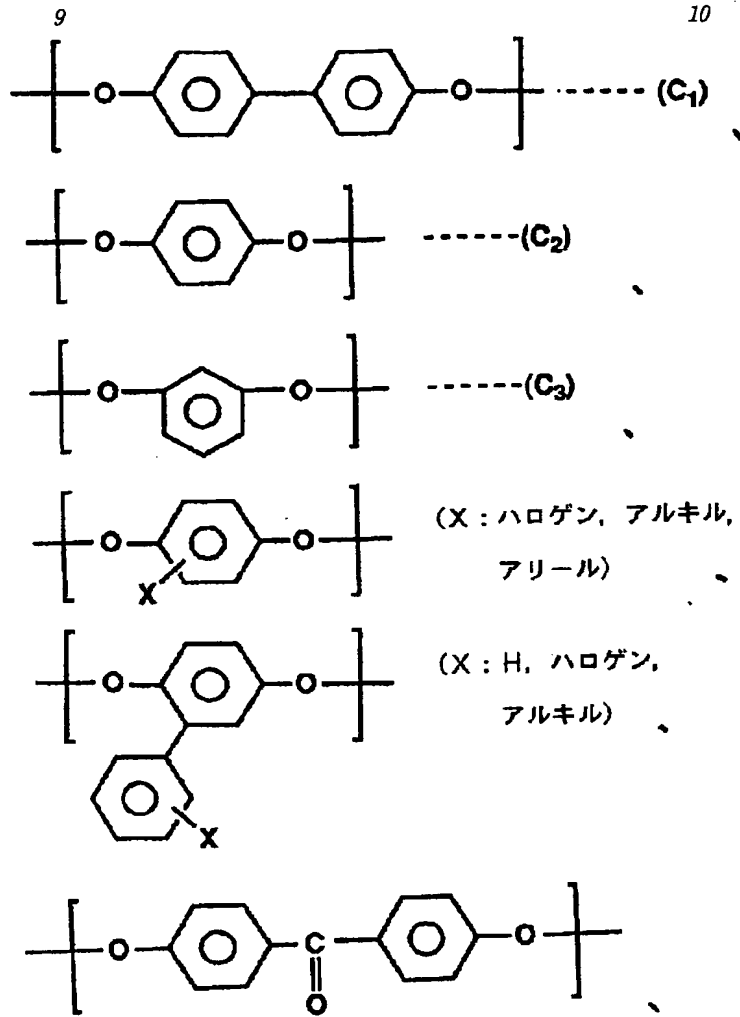 9 10
O O ------ (C₁)
O O ------(C₂)
O O ------(C₃)
O O (X:ハロゲン, アルキル,
X アリール)
O O (X:H, ハロゲン,
アルキル)
X
O C O
O